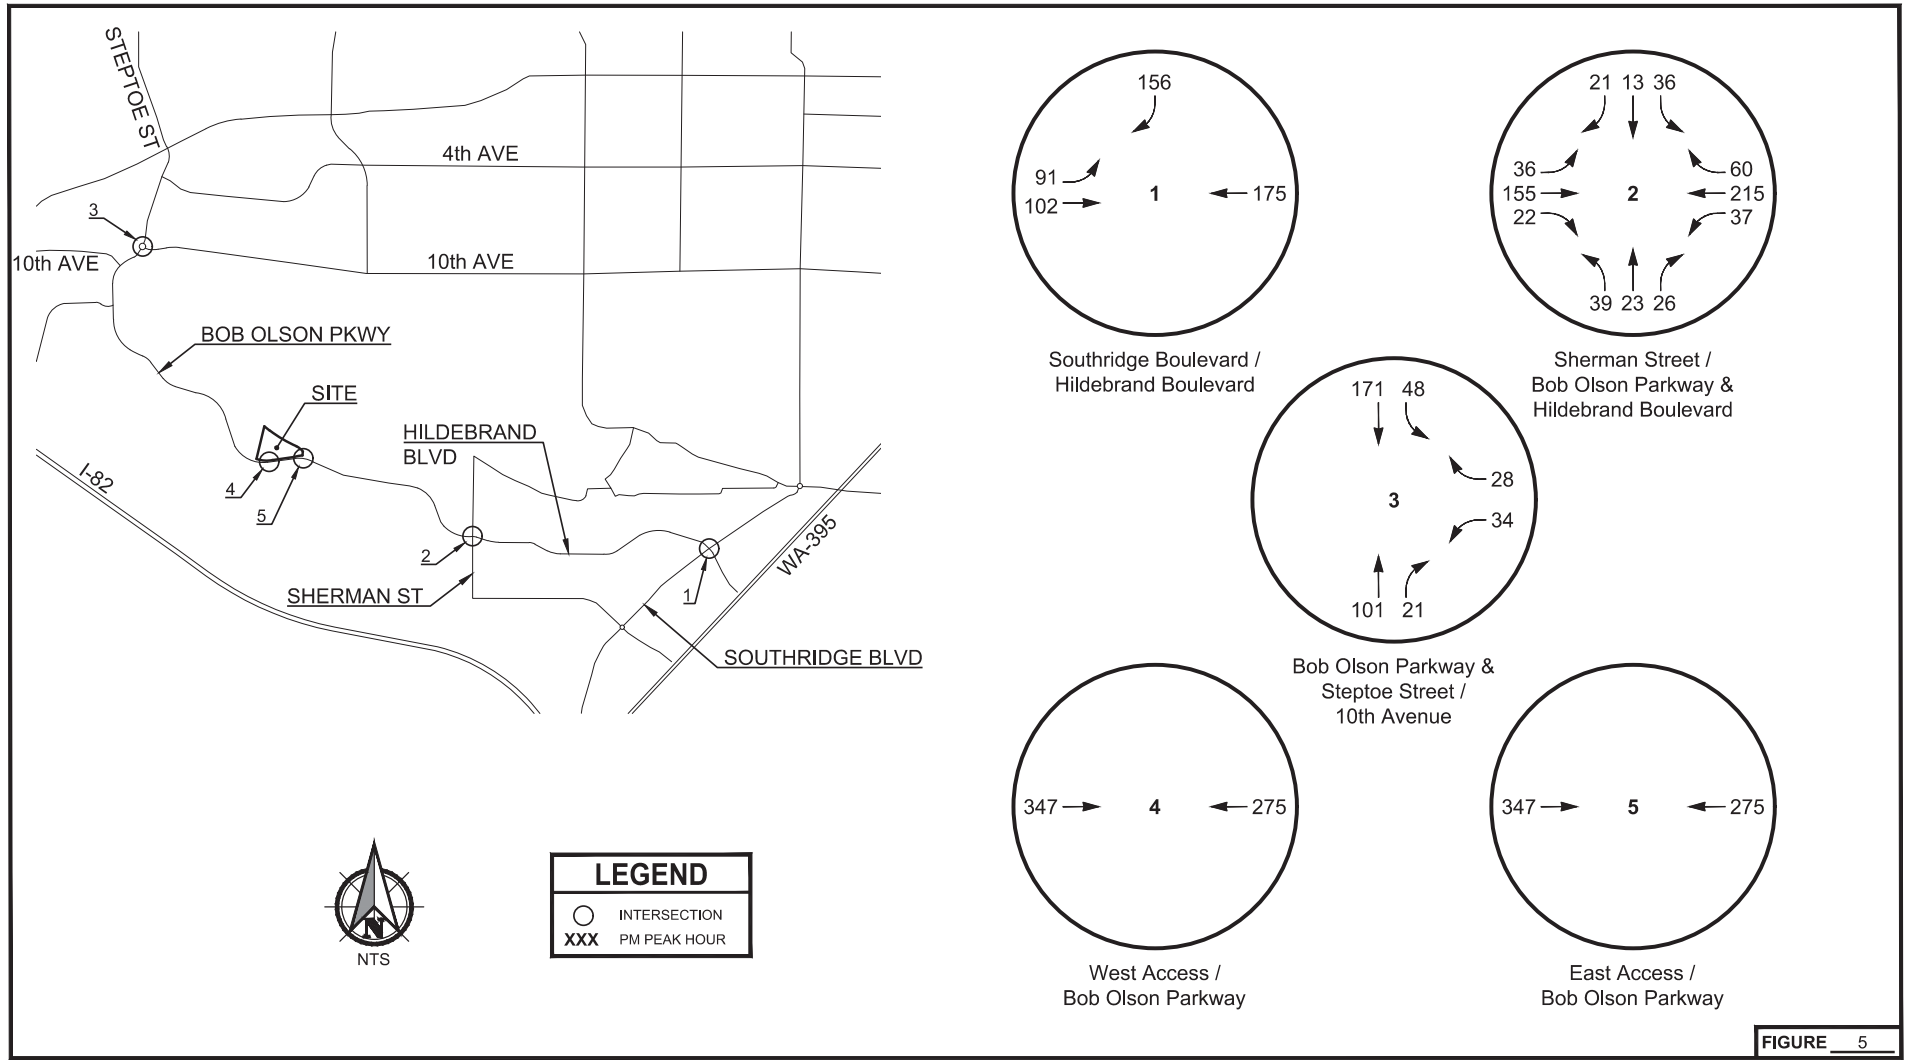 STEPTOE ST
4th AVE
3
10th AVE
10th AVE
BOB OLSON PKWY
SITE
HILDEBRAND
BLVD
I-82
4
5
2
WA-395
SHERMAN ST
1
SOUTHRIDGE BLVD
N
NTS
LEGEND
INTERSECTION
XXX PM PEAK HOUR
156
91
102
1
175
Southridge Boulevard /
Hildebrand Boulevard
21 13 36
36
155
22
2
60
215
37
39 23 26
Sherman Street /
Bob Olson Parkway &
Hildebrand Boulevard
171 48
28
3
34
101 21
Bob Olson Parkway &
Steptoe Street /
10th Avenue
347 4 275
West Access /
Bob Olson Parkway
347 5 275
East Access /
Bob Olson Parkway
FIGURE 5